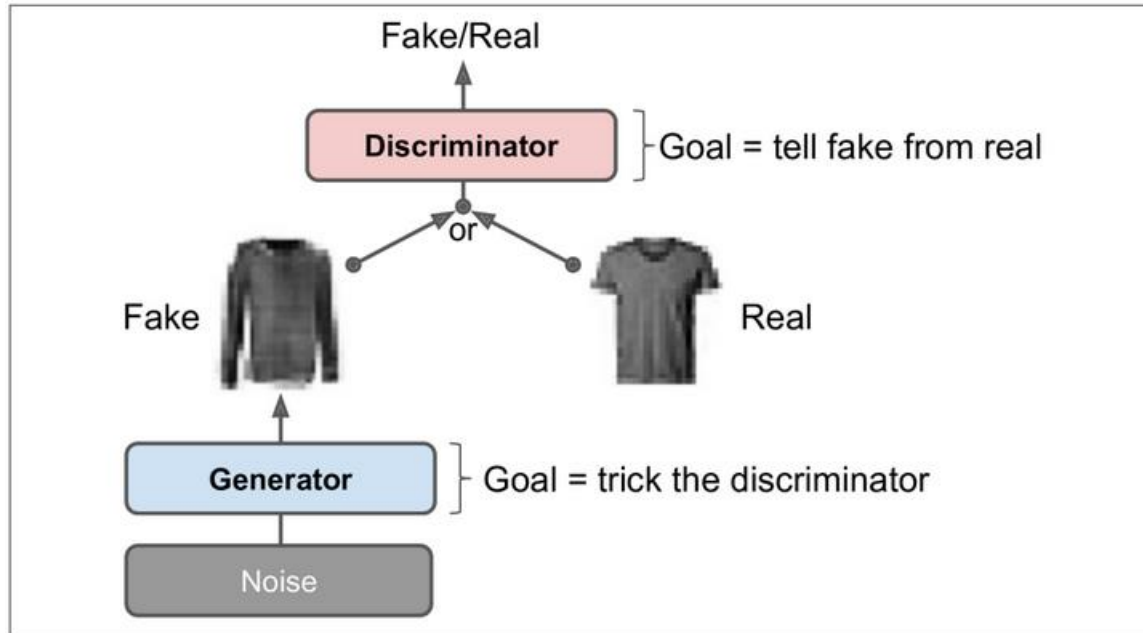 Fake/Real
Discriminator
Goal = tell fake from real
or
Fake
Real
Generator
Goal = trick the discriminator
Noise